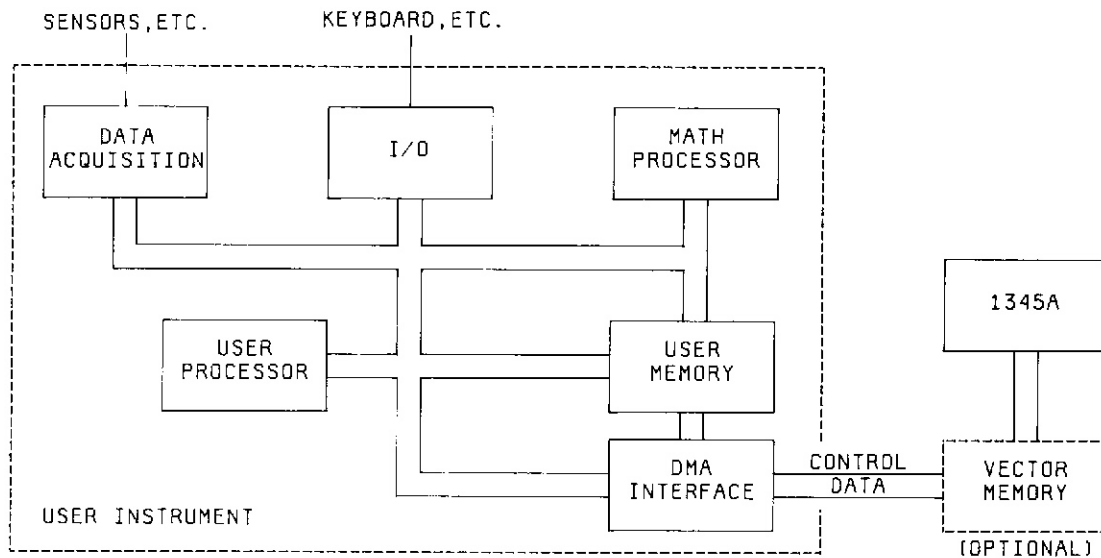 SENSORS,ETC.
KEYBOARD,ETC.
DATA
ACQUISITION
I/O
MATH
PROCESSOR
1345A
USER
PROCESSOR
USER
MEMORY
DMA
INTERFACE
CONTROL
DATA
VECTOR
MEMORY
USER INSTRUMENT
(OPTIONAL)